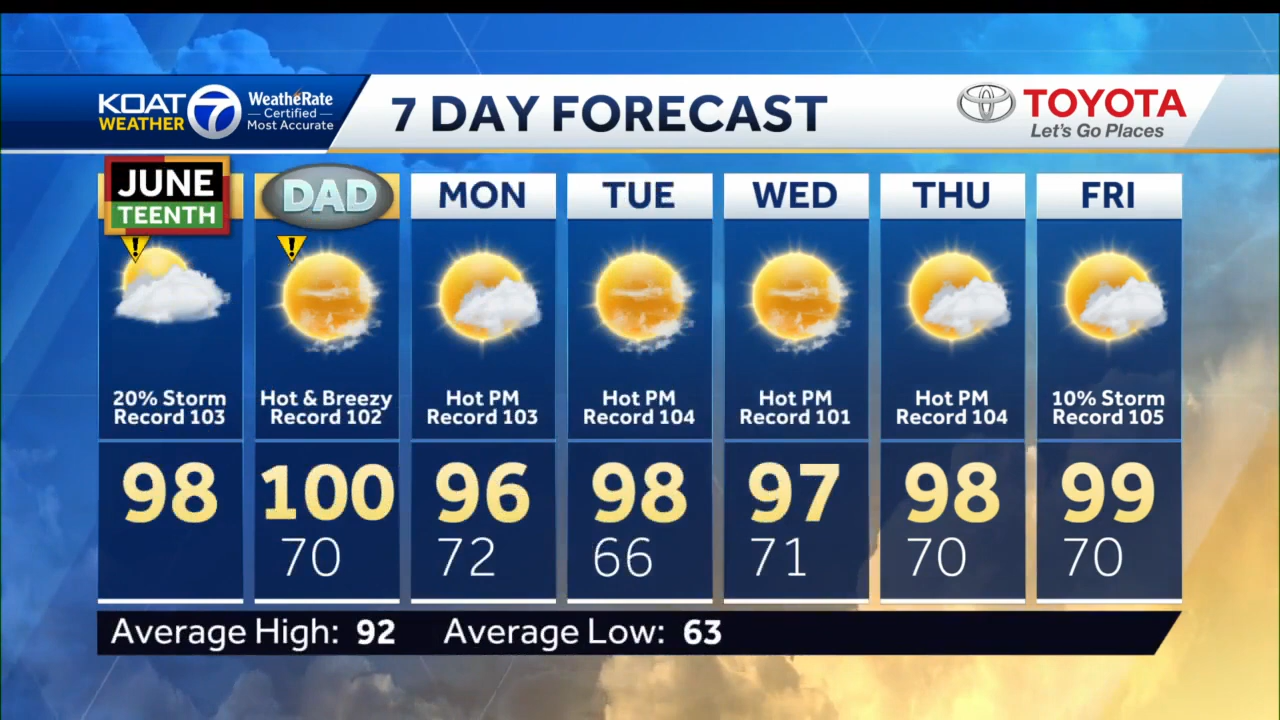 KOAT 7
WEATHER
WeatheRate
Certified
Most Accurate
7 DAY FORECAST
TOYOTA
Let's Go Places
JUNE
TEENTH
DAD
MON
TUE
WED
THU
FRI
!
!
20% Storm
Record 103
Hot & Breezy
Record 102
Hot PM
Record 103
Hot PM
Record 104
Hot PM
Record 101
Hot PM
Record 104
10% Storm
Record 105
98
100
96
98
97
98
99
70
72
66
71
70
70
Average High: 92 Average Low: 63